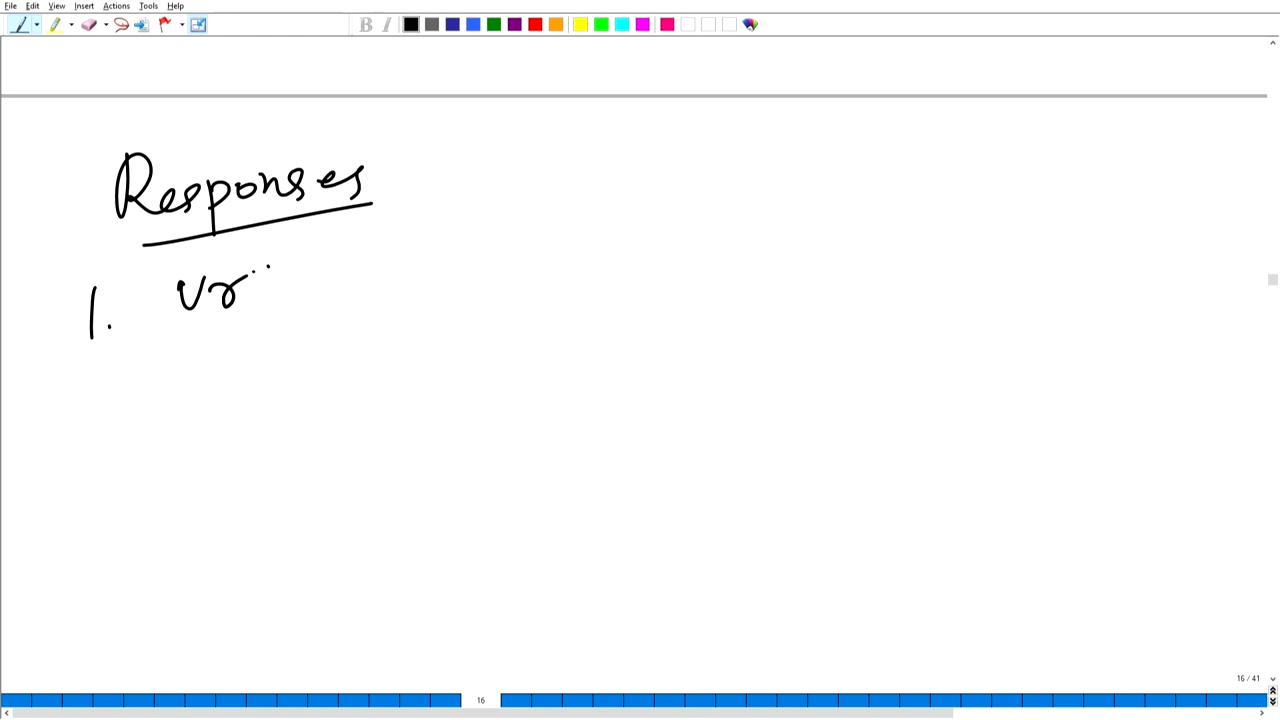 File Edit View Insert Actions Tools Help
B I
Responses
1.
16 / 41
16